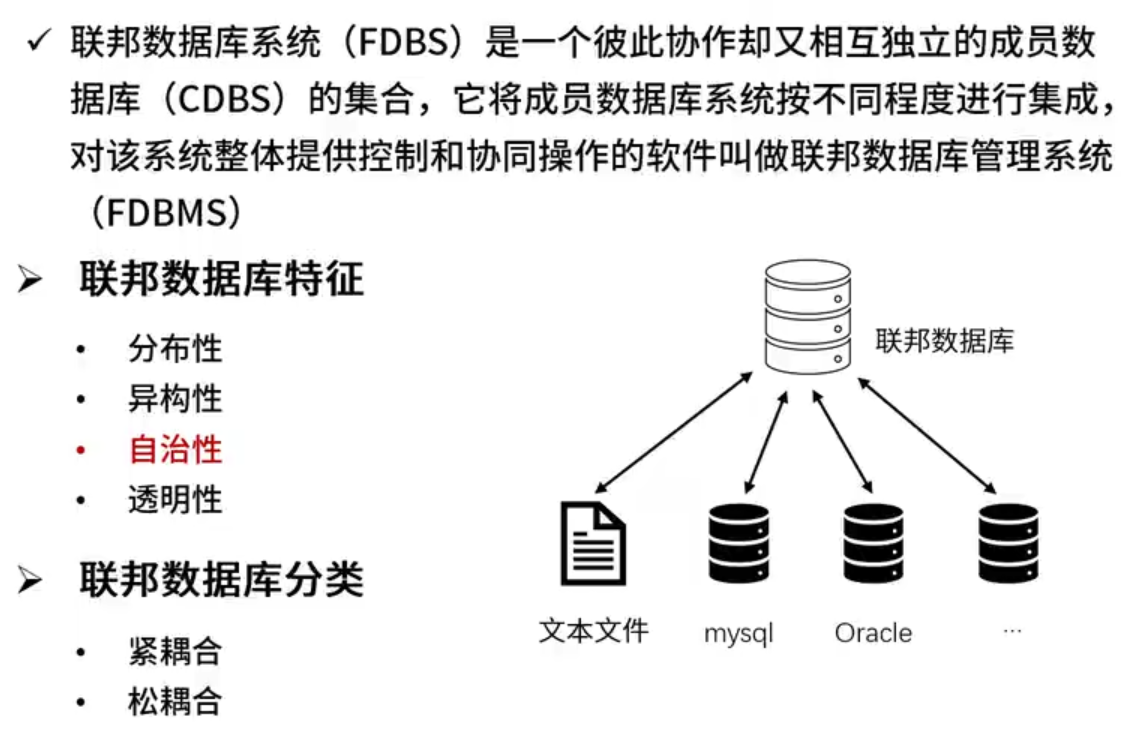 ✓ 联邦数据库系统（FDBS）是一个彼此协作却又相互独立的成员数
据库（CDBS）的集合，它将成员数据库系统按不同程度进行集成，
对该系统整体提供控制和协同操作的软件叫做联邦数据库管理系统
（FDBMS）
➢ 联邦数据库特征
• 分布性
• 异构性
• 自治性
• 透明性
➢ 联邦数据库分类
• 紧耦合
• 松耦合
联邦数据库
文本文件 mysql Oracle ...